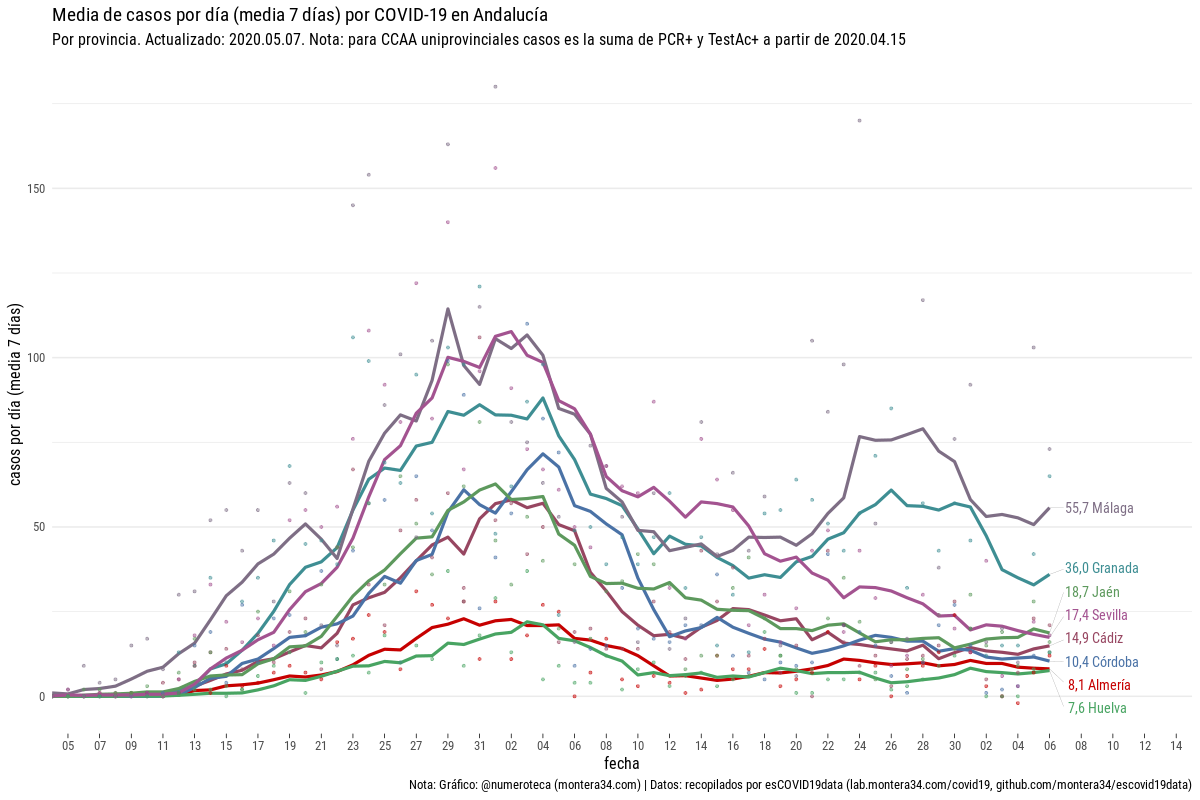 Media de casos por día (media 7 días) por COVID-19 en Andalucía
Por provincia. Actualizado: 2020.05.07. Nota: para CCAA uniprovinciales casos es la suma de PCR+ y TestAc+ a partir de 2020.04.15
casos por día (media 7 días)
150
100
50
0
55,7 Málaga
36,0 Granada
18,7 Jaén
17,4 Sevilla
14,9 Cádiz
10,4 Córdoba
8,1 Almería
7,6 Huelva
05 07 09 11 13 15 17 19 21 23 25 27 29 31 02 04 06 08 10 12 14 16 18 20 22 24 26 28 30 02 04 06 08 10 12 14
fecha
Nota: Gráfico: @numeroteca (montera34.com) | Datos: recopilados por esCOVID19data (lab.montera34.com/covid19, github.com/montera34/escovid19data)